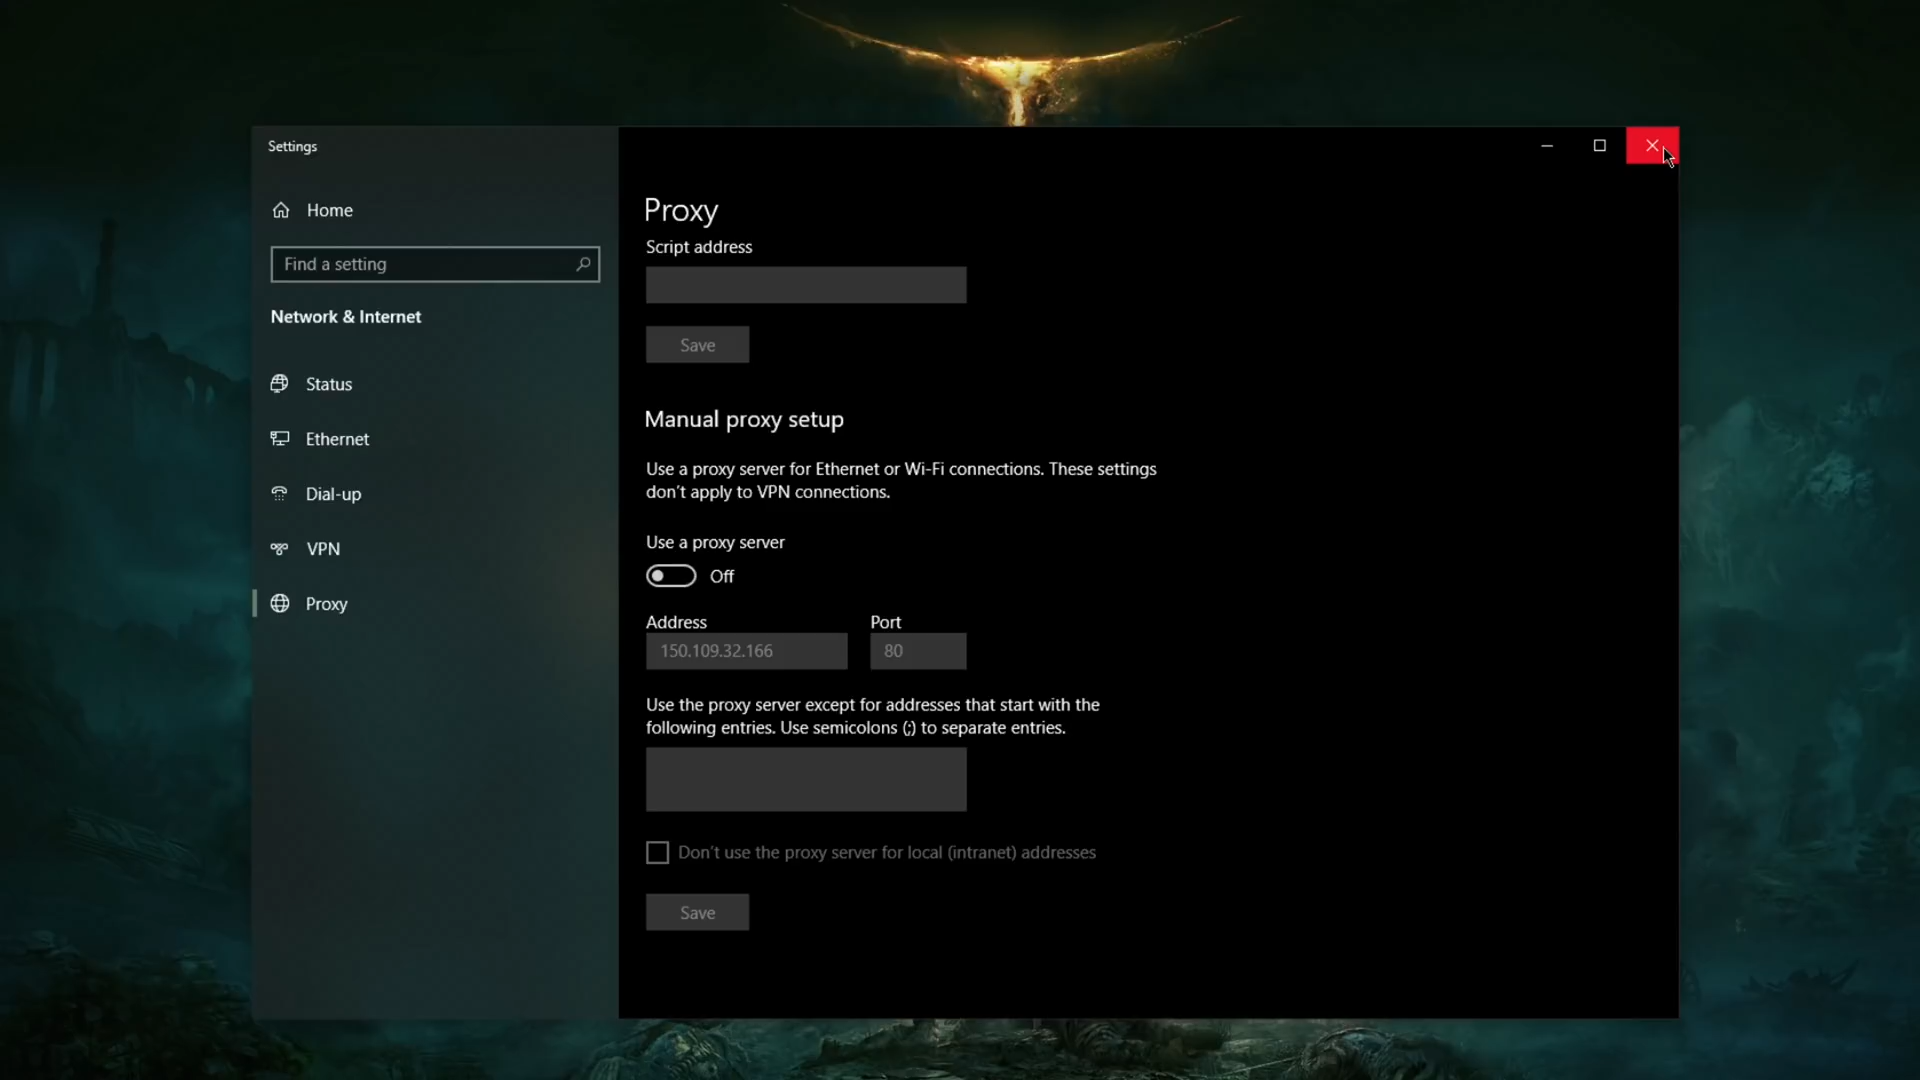 Settings
Home
Find a setting
Network & Internet
Status
Ethernet
Dial-up
VPN
Proxy
Proxy
Script address
Save
Manual proxy setup
Use a proxy server for Ethernet or Wi-Fi connections. These settings
don't apply to VPN connections.
Use a proxy server
Off
Address Port
150.109.32.166 80
Use the proxy server except for addresses that start with the
following entries. Use semicolons (;) to separate entries.
Don't use the proxy server for local (intranet) addresses
Save